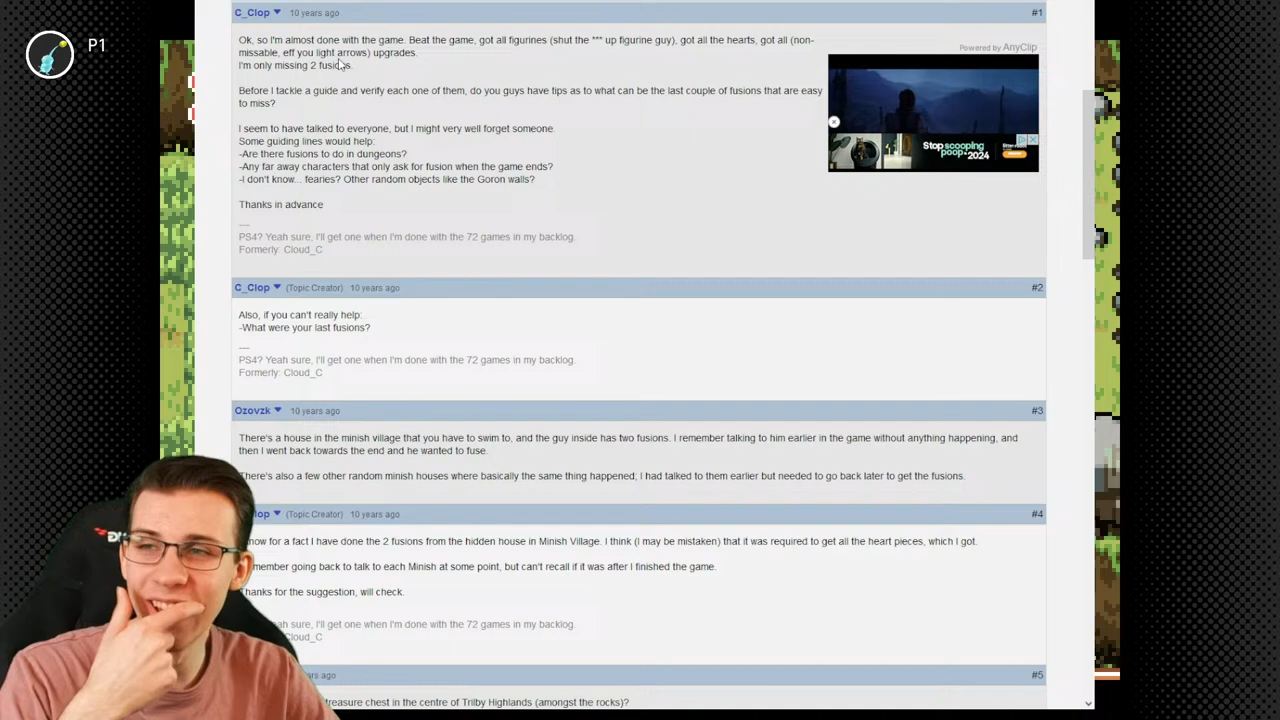 P1
C_Clop 10 years ago #1
Ok, so I'm almost done with the game. Beat the game, got all figurines (shut the *** up figurine guy), got all the hearts, got all (non-
missable, eff you light arrows) upgrades.
I'm only missing 2 fusions.
Powered by AnyClip
Before I tackle a guide and verify each one of them, do you guys have tips as to what can be the last couple of fusions that are easy
to miss?
I seem to have talked to everyone, but I might very well forget someone.
Some guiding lines would help:
-Are there fusions to do in dungeons?
-Any far away characters that only ask for fusion when the game ends?
-I don't know... fearies? Other random objects like the Goron walls?
Stop scooping
poop. 2024
Thanks in advance
---
PS4? Yeah sure, I'll get one when I'm done with the 72 games in my backlog.
Formerly: Cloud_C
C_Clop (Topic Creator) 10 years ago #2
Also, if you can't really help:
-What were your last fusions?
---
PS4? Yeah sure, I'll get one when I'm done with the 72 games in my backlog.
Formerly: Cloud_C
Ozovzk 10 years ago #3
There's a house in the minish village that you have to swim to, and the guy inside has two fusions. I remember talking to him earlier in the game without anything happening, and
then I went back towards the end and he wanted to fuse.
There's also a few other random minish houses where basically the same thing happened; I had talked to them earlier but needed to go back later to get the fusions.
lop (Topic Creator) 10 years ago #4
now for a fact I have done the 2 fusions from the hidden house in Minish Village. I think (I may be mistaken) that it was required to get all the heart pieces, which I got.
member going back to talk to each Minish at some point, but can't recall if it was after I finished the game.
Thanks for the suggestion, will check.
eah sure, I'll get one when I'm done with the 72 games in my backlog.
Cloud_C
ars ago #5
treasure chest in the centre of Trilby Highlands (amongst the rocks)?